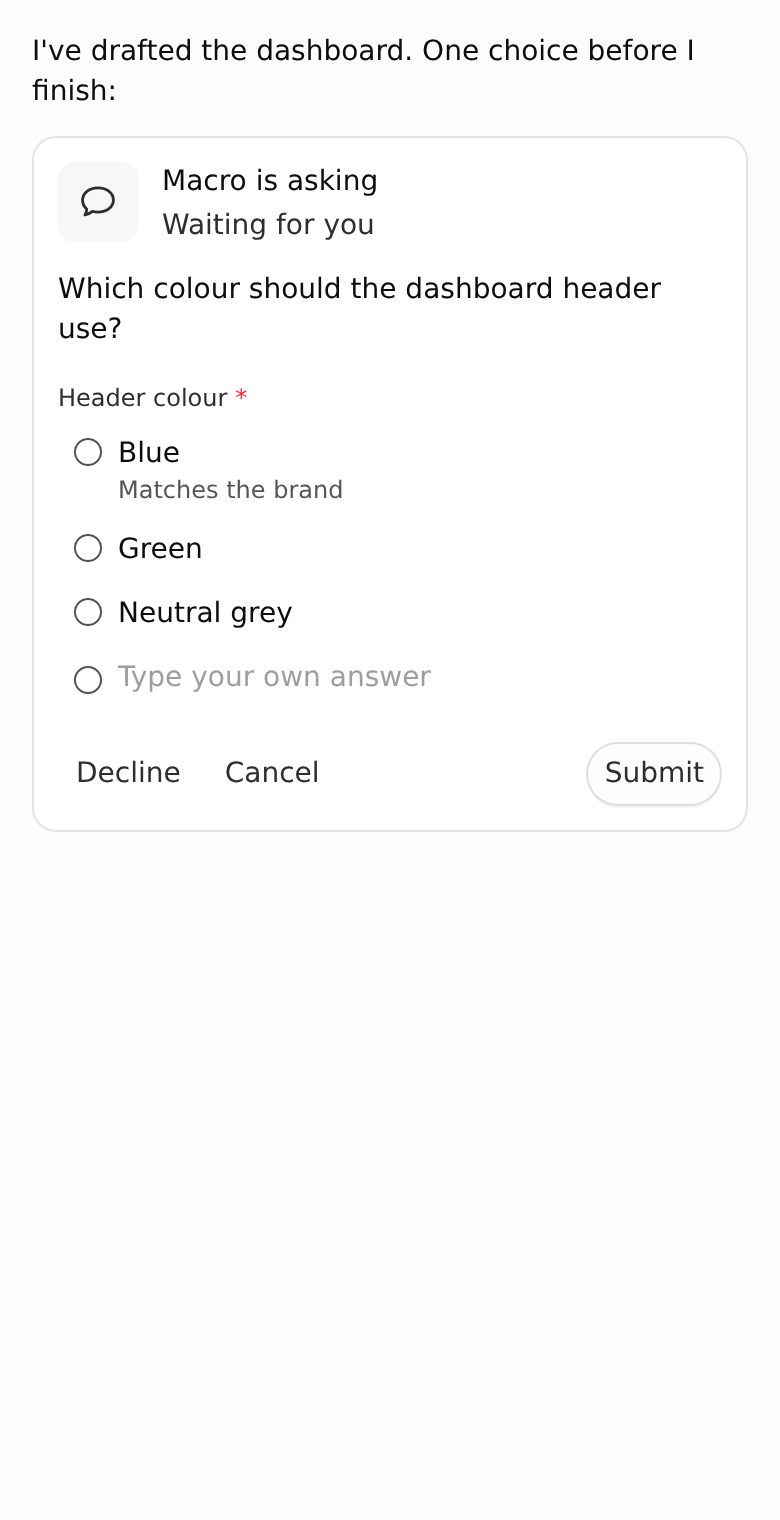 I've drafted the dashboard. One choice before I
finish:
Macro is asking
Waiting for you
Which colour should the dashboard header
use?
Header colour *
Blue
Matches the brand
Green
Neutral grey
Type your own answer
Decline
Cancel
Submit